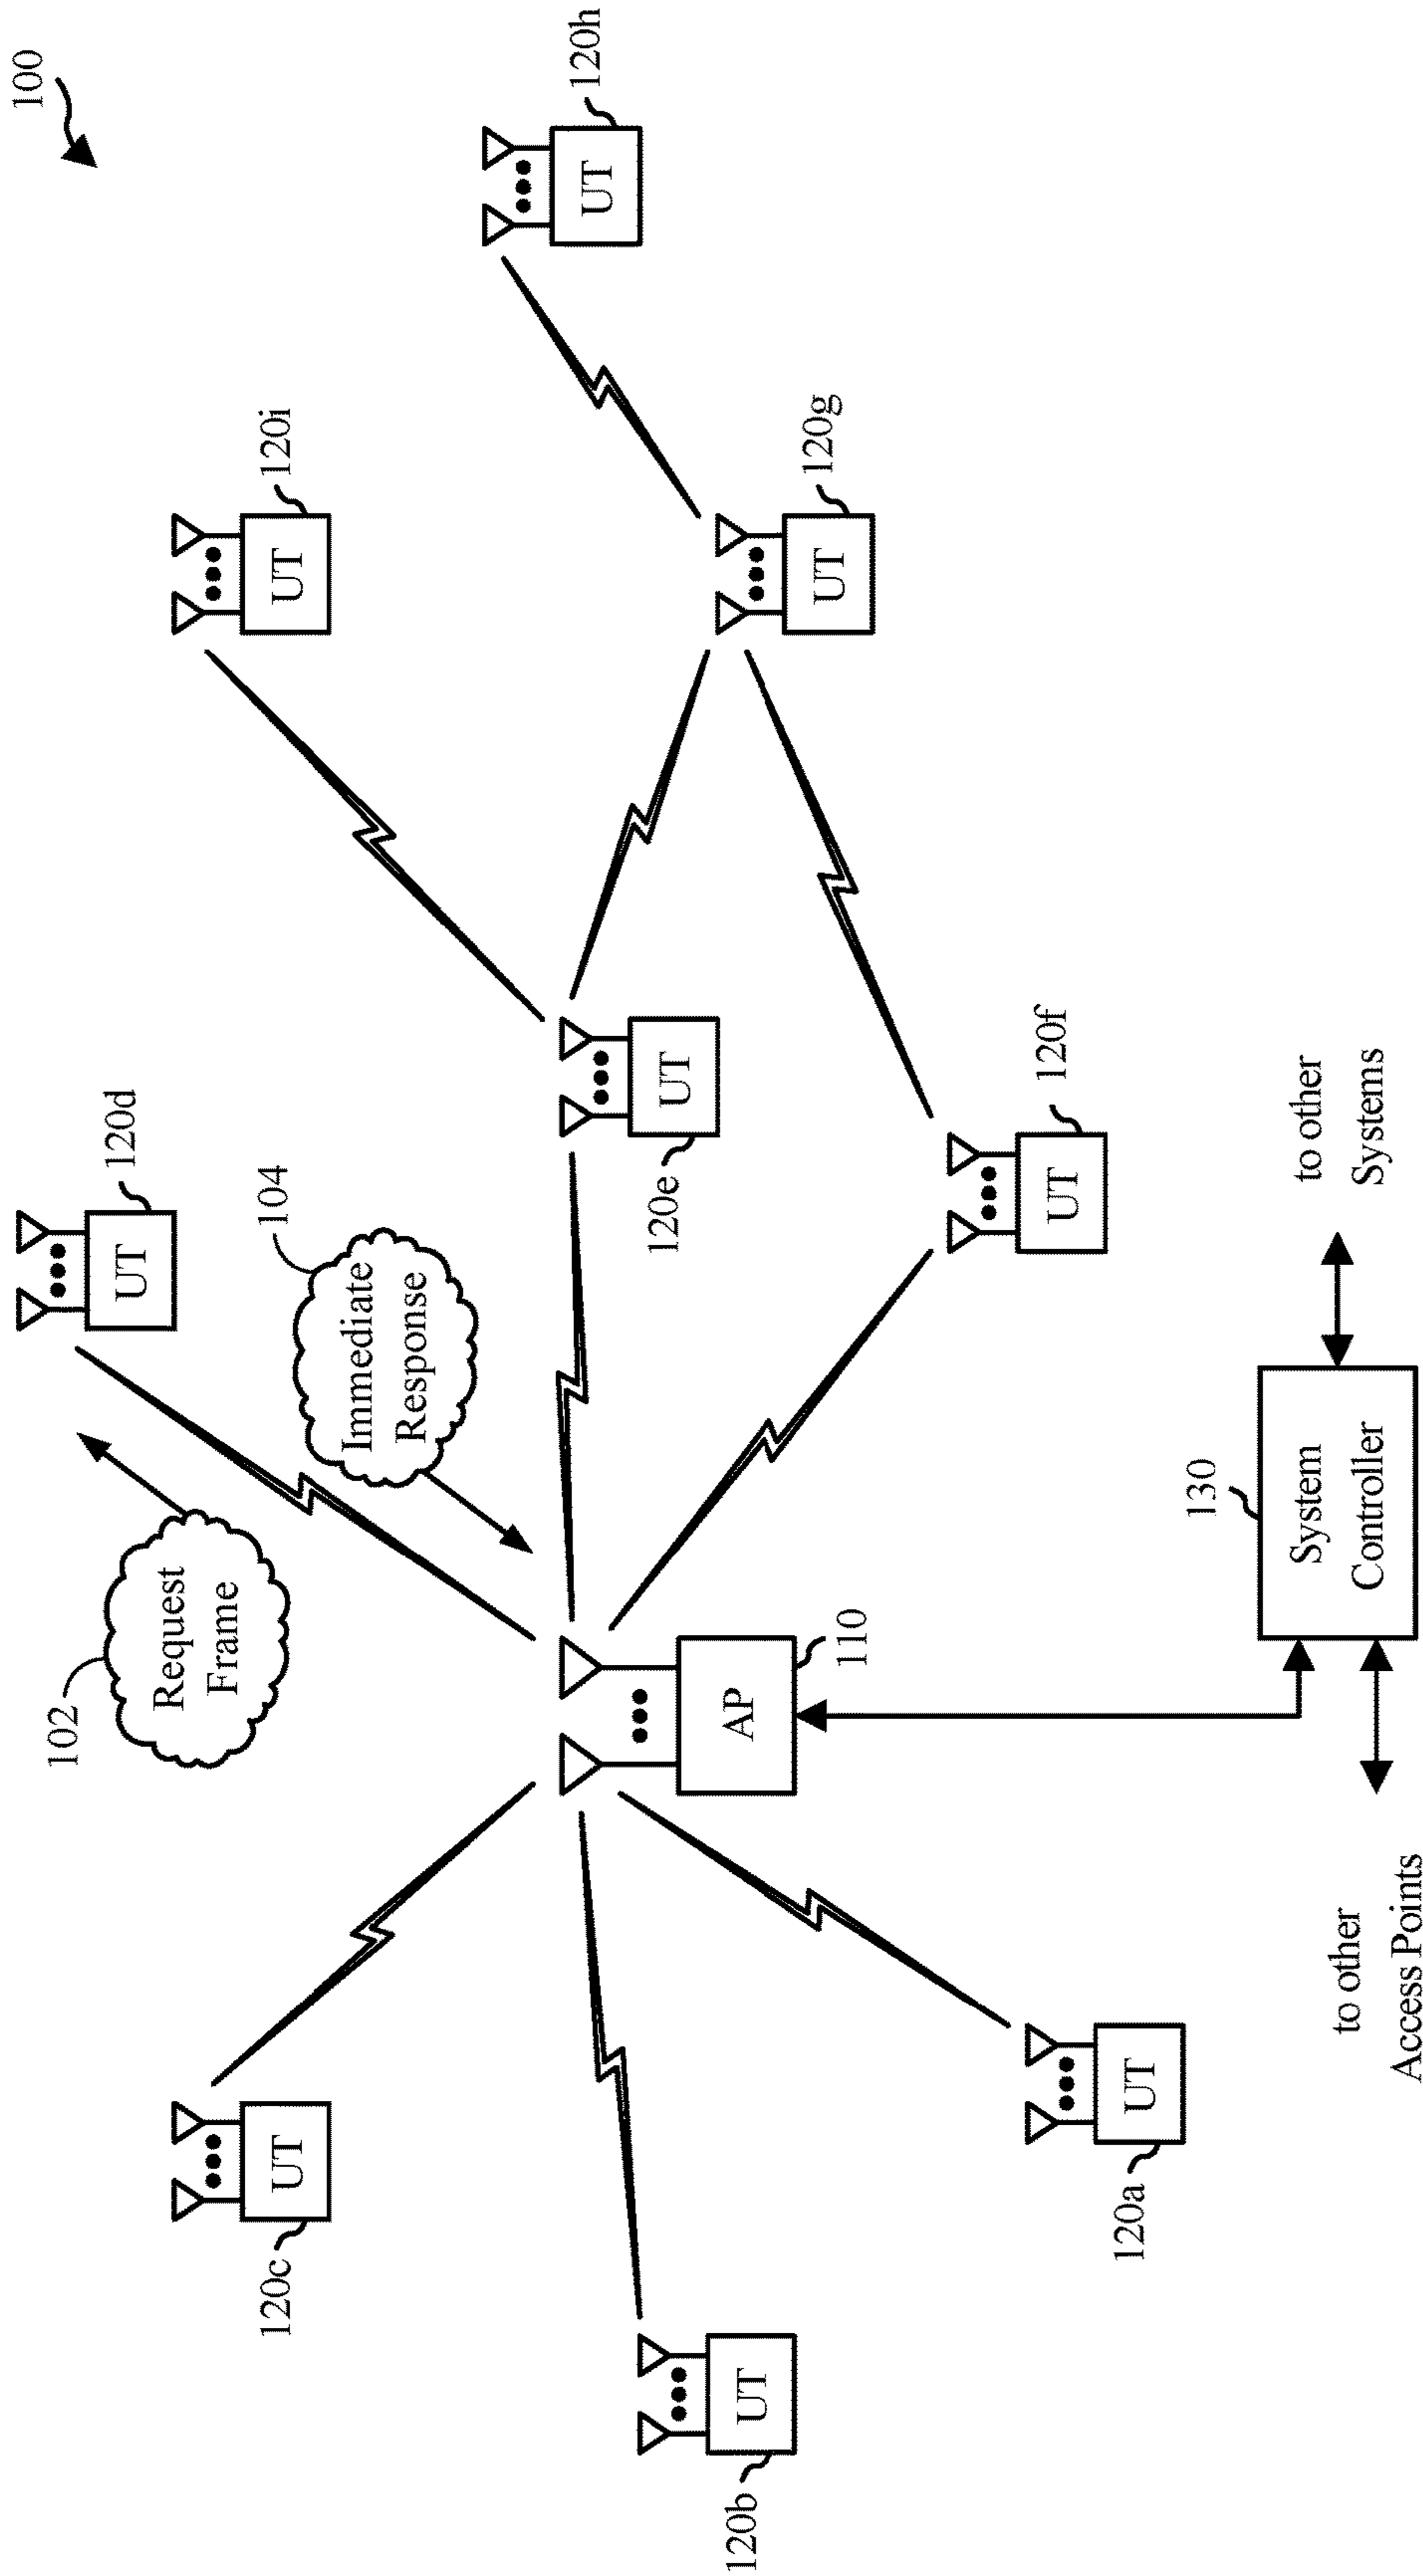 100
120d
UT
120i
UT
120h
UT
102
Request
Frame
104
Immediate
Response
120c
UT
120e
UT
120g
UT
120b
UT
110
AP
120f
UT
120a
UT
130
System
Controller
to other
Systems
to other
Access Points